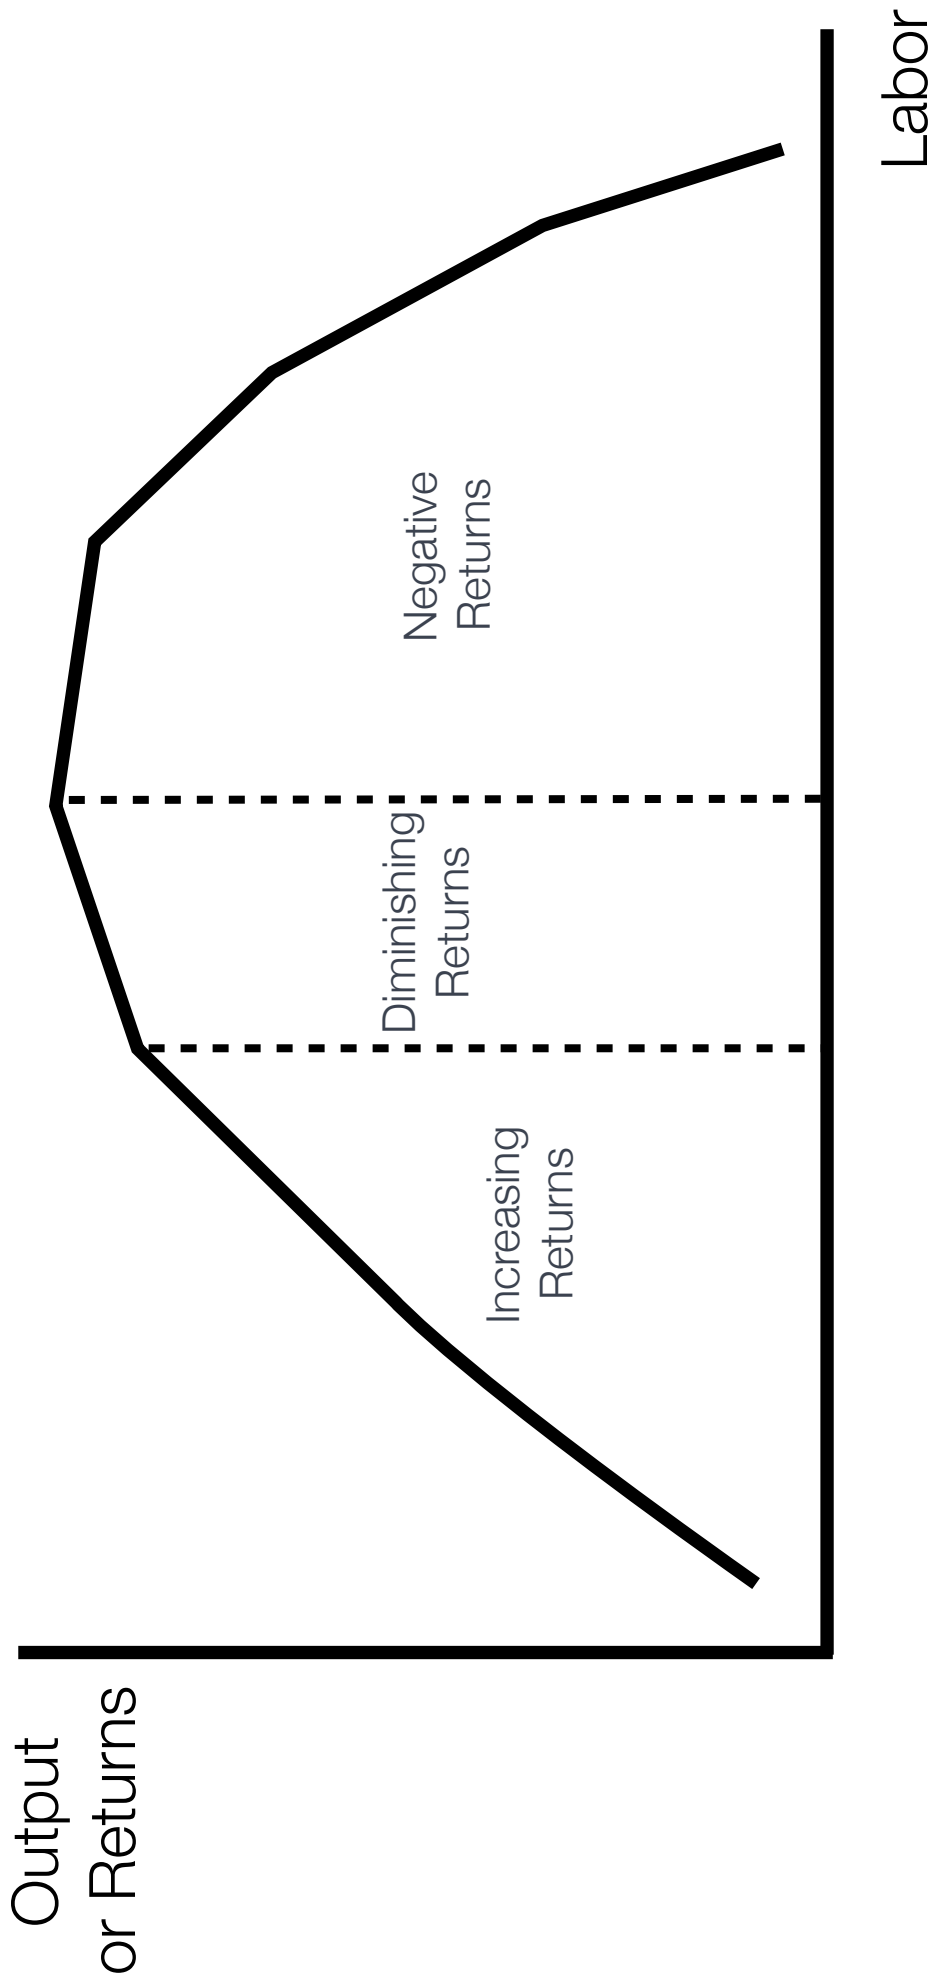 Output
or Returns
Increasing
Returns
Diminishing
Returns
Negative
Returns
Labor